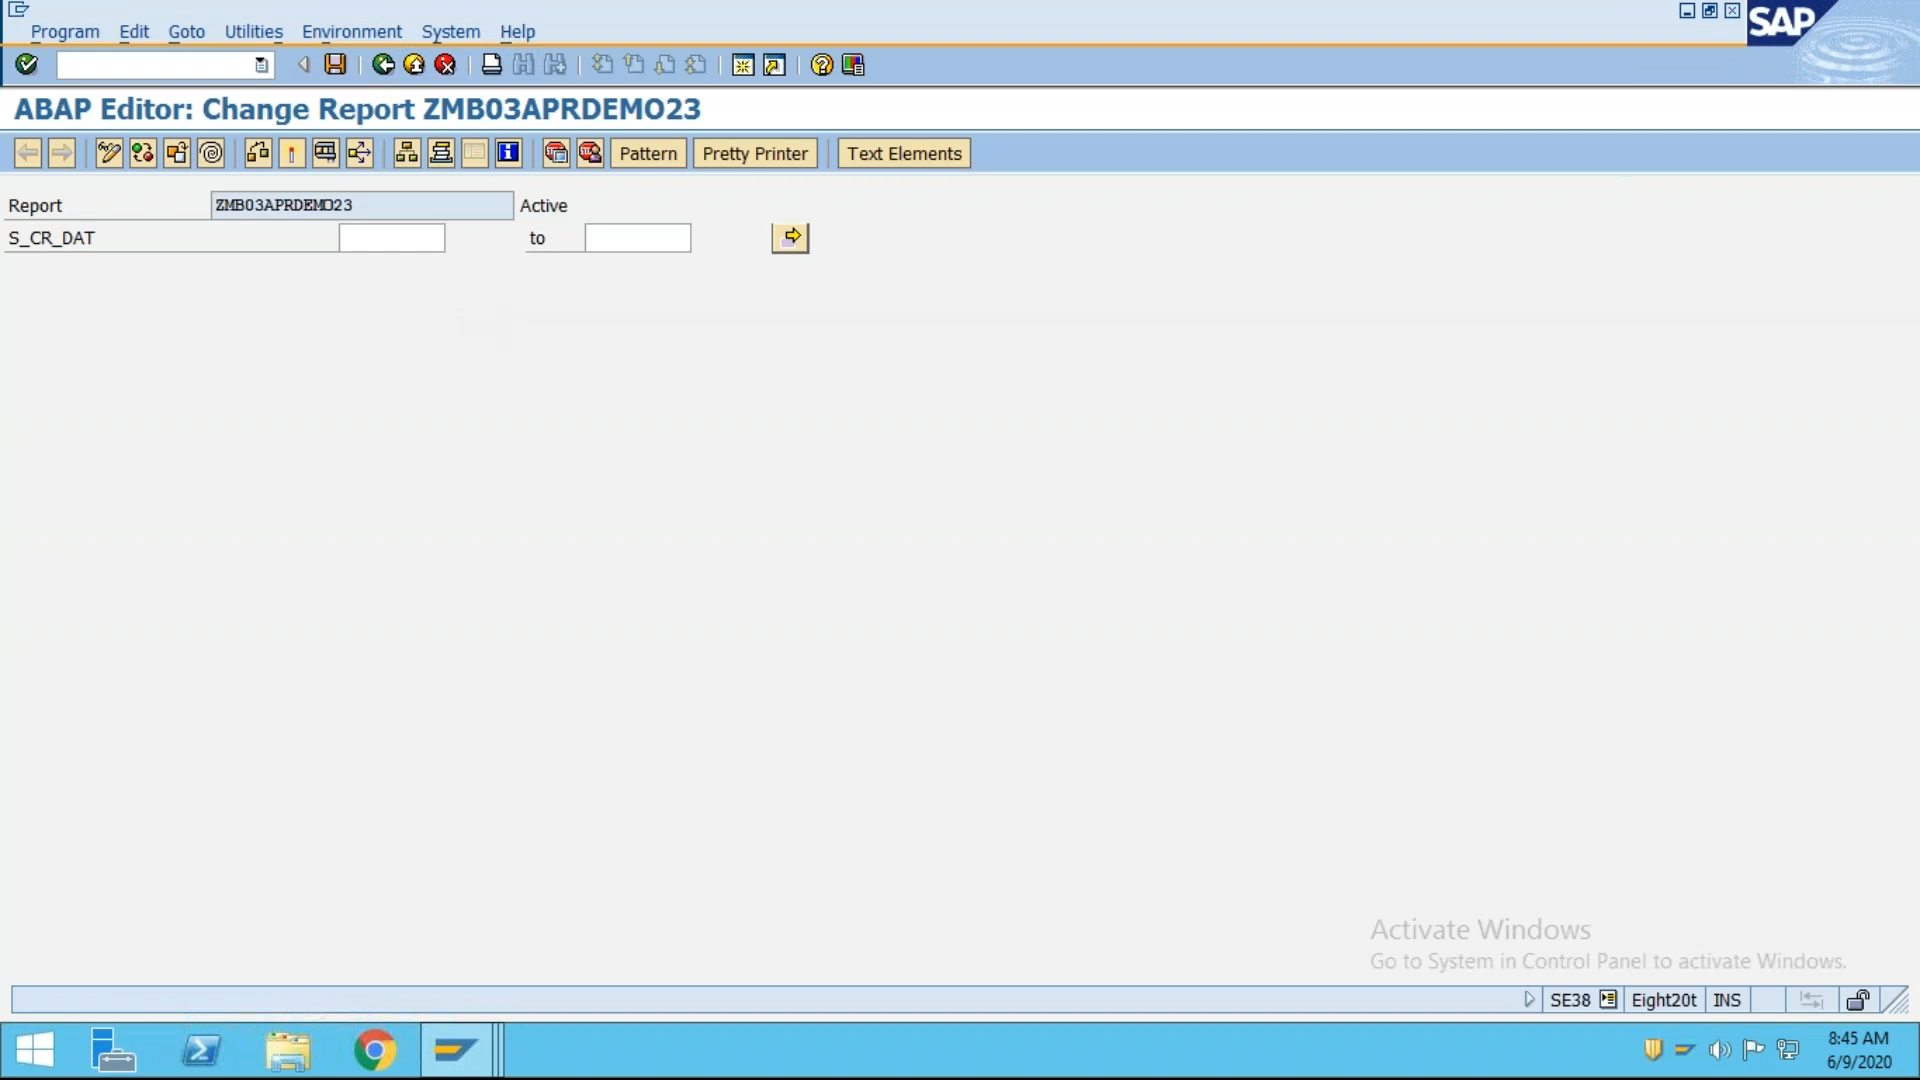 Program Edit Goto Utilities Environment System Help
SAP
ABAP Editor: Change Report ZMB03APRDEMO23
Pattern Pretty Printer Text Elements
Report ZMB03APRDEMO23 Active
S_CR_DAT to
Activate Windows
Go to System in Control Panel to activate Windows.
SE38 Eight20t INS
8:45 AM
6/9/2020